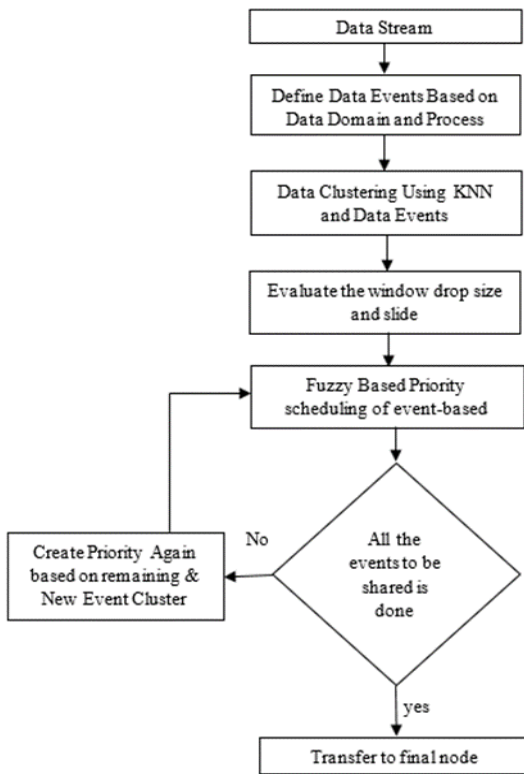 Data Stream
Define Data Events Based on
Data Domain and Process
Data Clustering Using KNN
and Data Events
Evaluate the window drop size
and slide
Fuzzy Based Priority
scheduling of event-based
All the
events to be
shared is
done
No
Create Priority Again
based on remaining &
New Event Cluster
yes
Transfer to final node